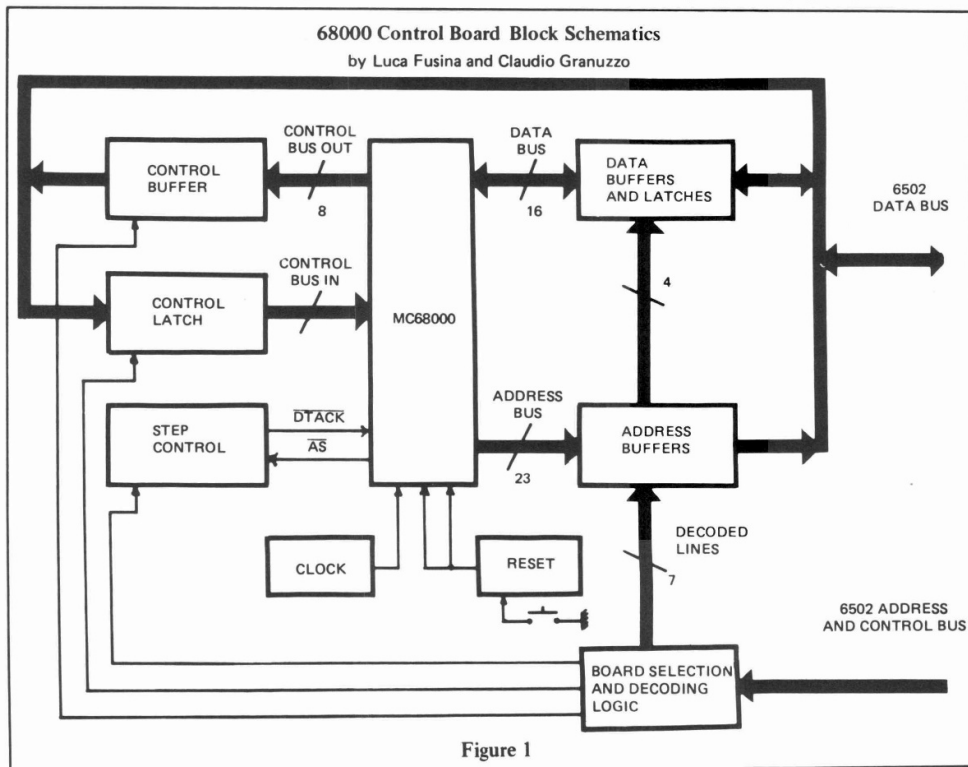 68000 Control Board Block Schematics
by Luca Fusina and Claudio Granuzzo
CONTROL
BUFFER
CONTROL
BUS OUT
8
DATA
BUS
16
DATA
BUFFERS
AND LATCHES
6502
DATA BUS
CONTROL
LATCH
CONTROL
BUS IN
MC68000
4
STEP
CONTROL
DTACK
AS
ADDRESS
BUS
23
ADDRESS
BUFFERS
CLOCK
RESET
DECODED
LINES
7
6502 ADDRESS
AND CONTROL BUS
BOARD SELECTION
AND DECODING
LOGIC
Figure 1